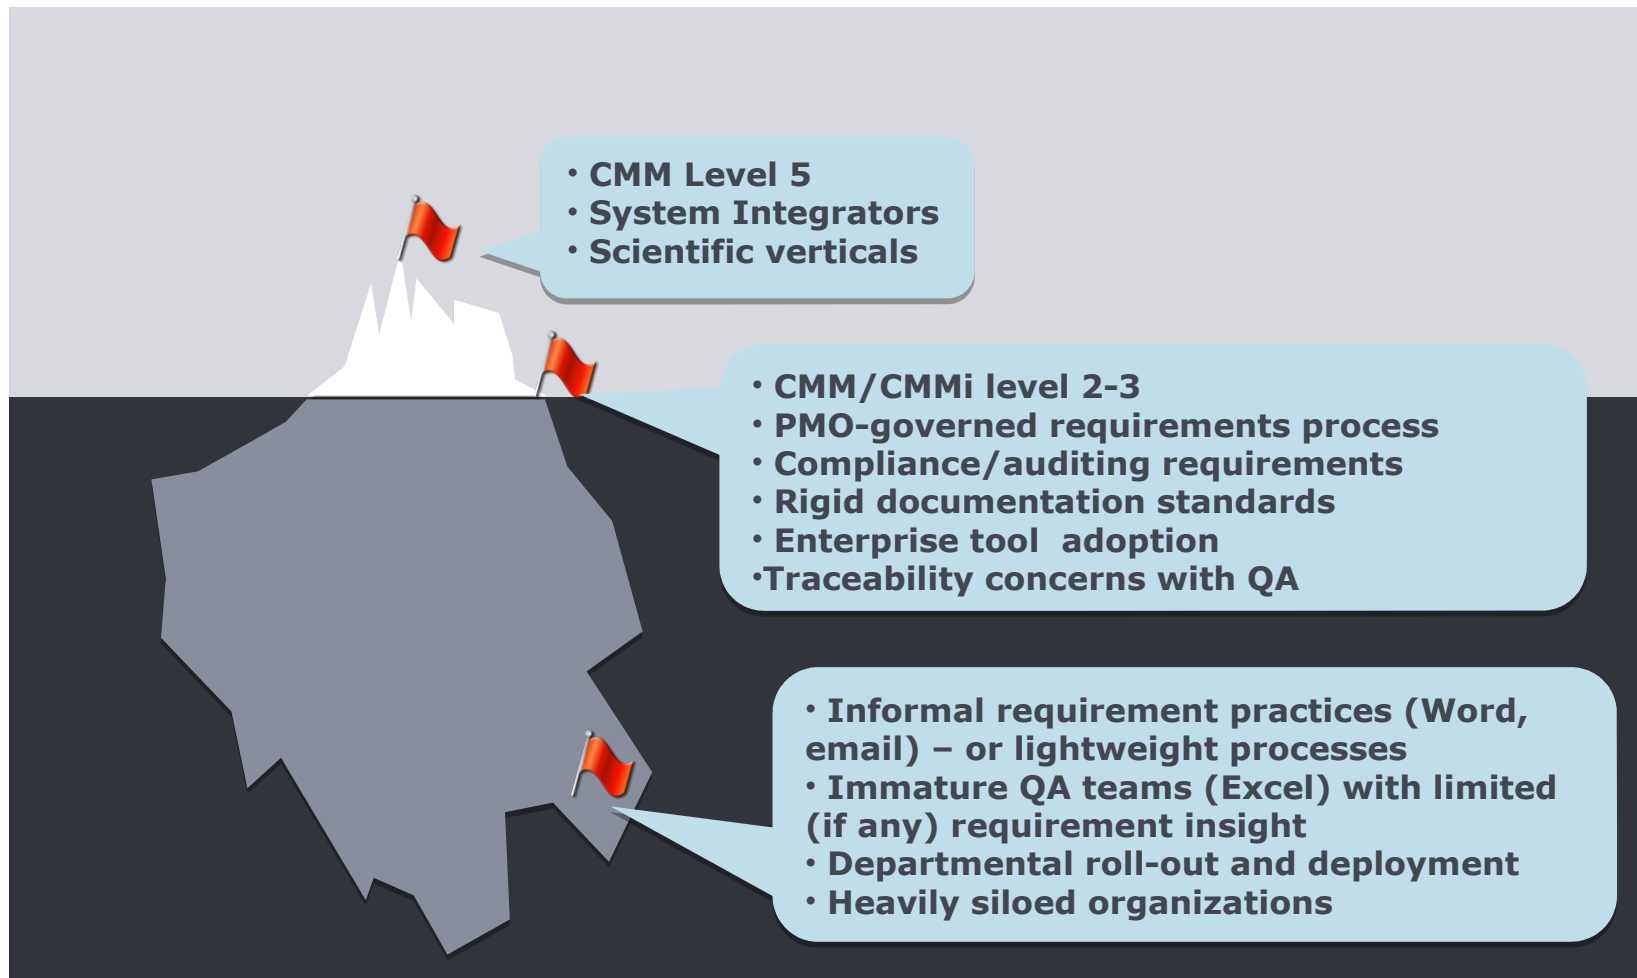 • CMM Level 5
• System Integrators
• Scientific verticals
• CMM/CMMi level 2-3
• PMO-governed requirements process
• Compliance/auditing requirements
• Rigid documentation standards
• Enterprise tool  adoption
•Traceability concerns with QA
• Informal requirement practices (Word,
email) – or lightweight processes
• Immature QA teams (Excel) with limited
(if any) requirement insight
• Departmental roll-out and deployment
• Heavily siloed organizations